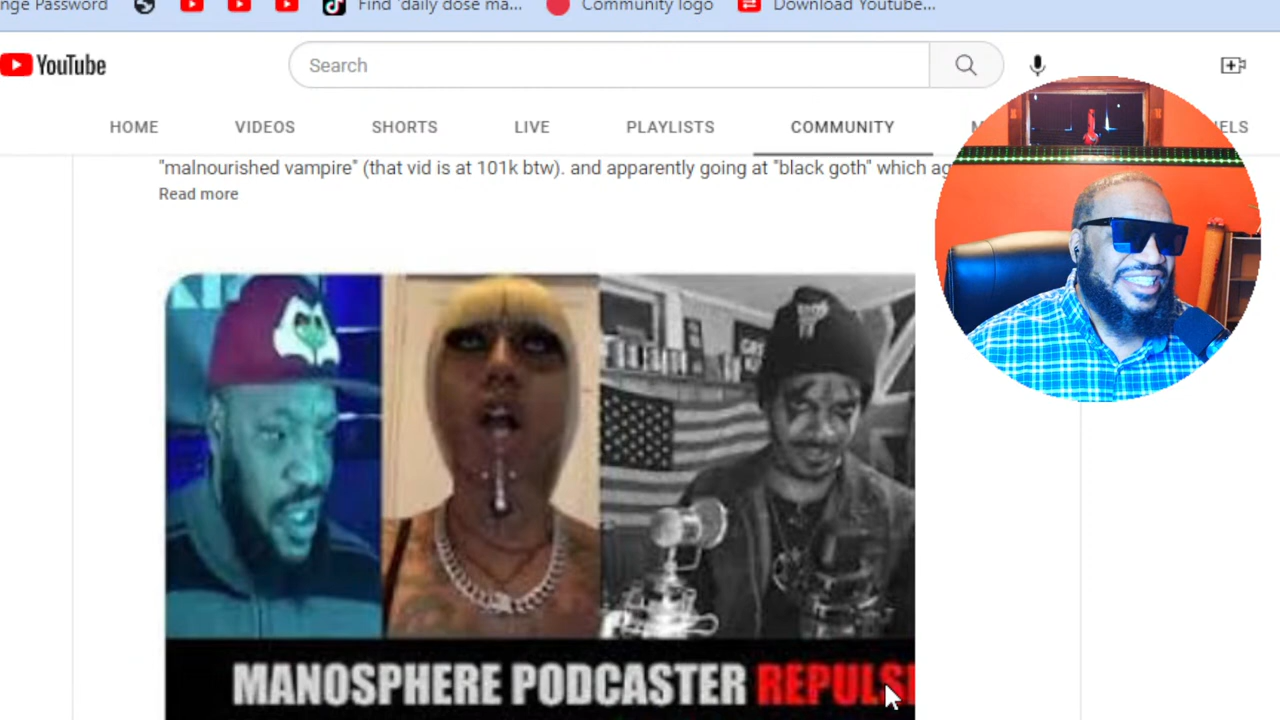 nge Password
Find "daily dose ma...
Community logo
Download Youtube...
YouTube
Search
HOME
VIDEOS
SHORTS
LIVE
PLAYLISTS
COMMUNITY
"malnourished vampire" (that vid is at 101k btw). and apparently going at "black goth" which ag
Read more
MANOSPHERE PODCASTER REPULS